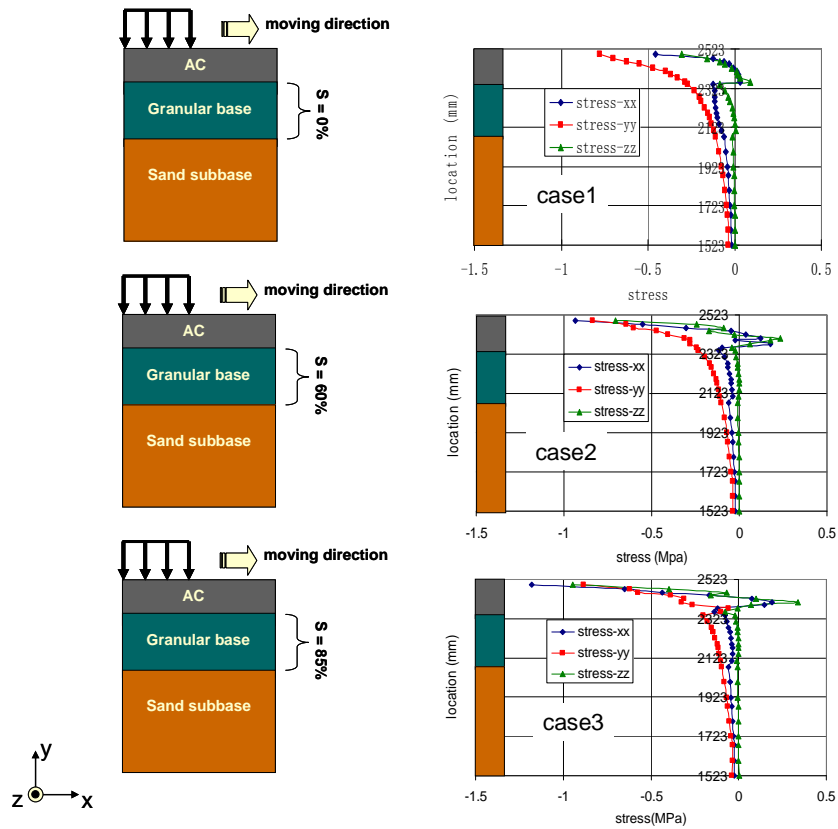 moving direction
AC
Granular base
S = 0%
Sand subbase
2523
2323
2123
1923
1723
1523
location (mm)
stress-xx
stress-yy
stress-zz
case1
-1.5
-1
-0.5
0
0.5
stress
moving direction
AC
Granular base
S = 60%
Sand subbase
2523
2323
2123
1923
1723
1523
location (mm)
stress-xx
stress-yy
stress-zz
case2
-1.5
-1
-0.5
0
0.5
stress (Mpa)
moving direction
AC
Granular base
S = 85%
Sand subbase
2523
2323
2123
1923
1723
1523
location (mm)
stress-xx
stress-yy
stress-zz
case3
-1.5
-1
-0.5
0
0.5
stress(MPa)
y
z
x